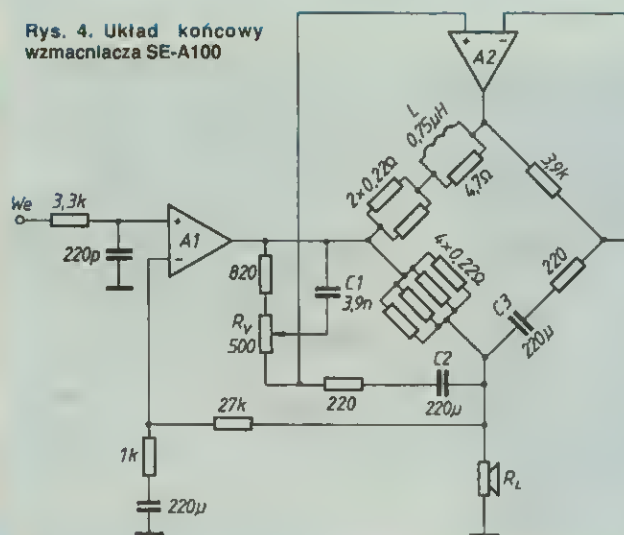 Rys. 4. Układ końcowy
wzmacniacza SE-A100
A2
L
0,75µH
4,7Ω
3,9k
2×0,22Ω
We
3,3k
A1
220p
820
C1
3,9n
4×0,22Ω
220
C3
220µ
RV
500
C2
220
220µ
27k
1k
220µ
RL